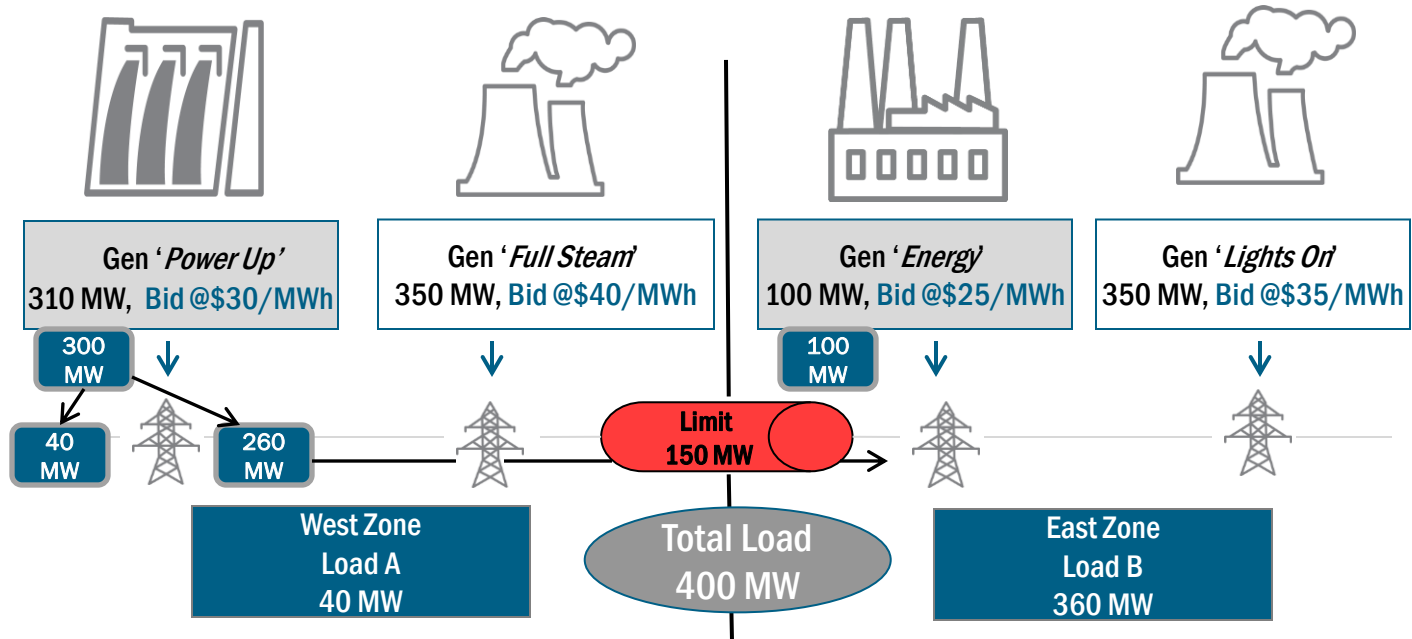 Gen ‘Power Up’
310 MW, Bid @$30/MWh
Gen ‘Full Steam’
350 MW, Bid @$40/MWh
Gen ‘Energy’
100 MW, Bid @$25/MWh
Gen ‘Lights On’
350 MW, Bid @$35/MWh
300
MW
100
MW
40
MW
260
MW
Limit
150 MW
West Zone
Load A
40 MW
Total Load
400 MW
East Zone
Load B
360 MW